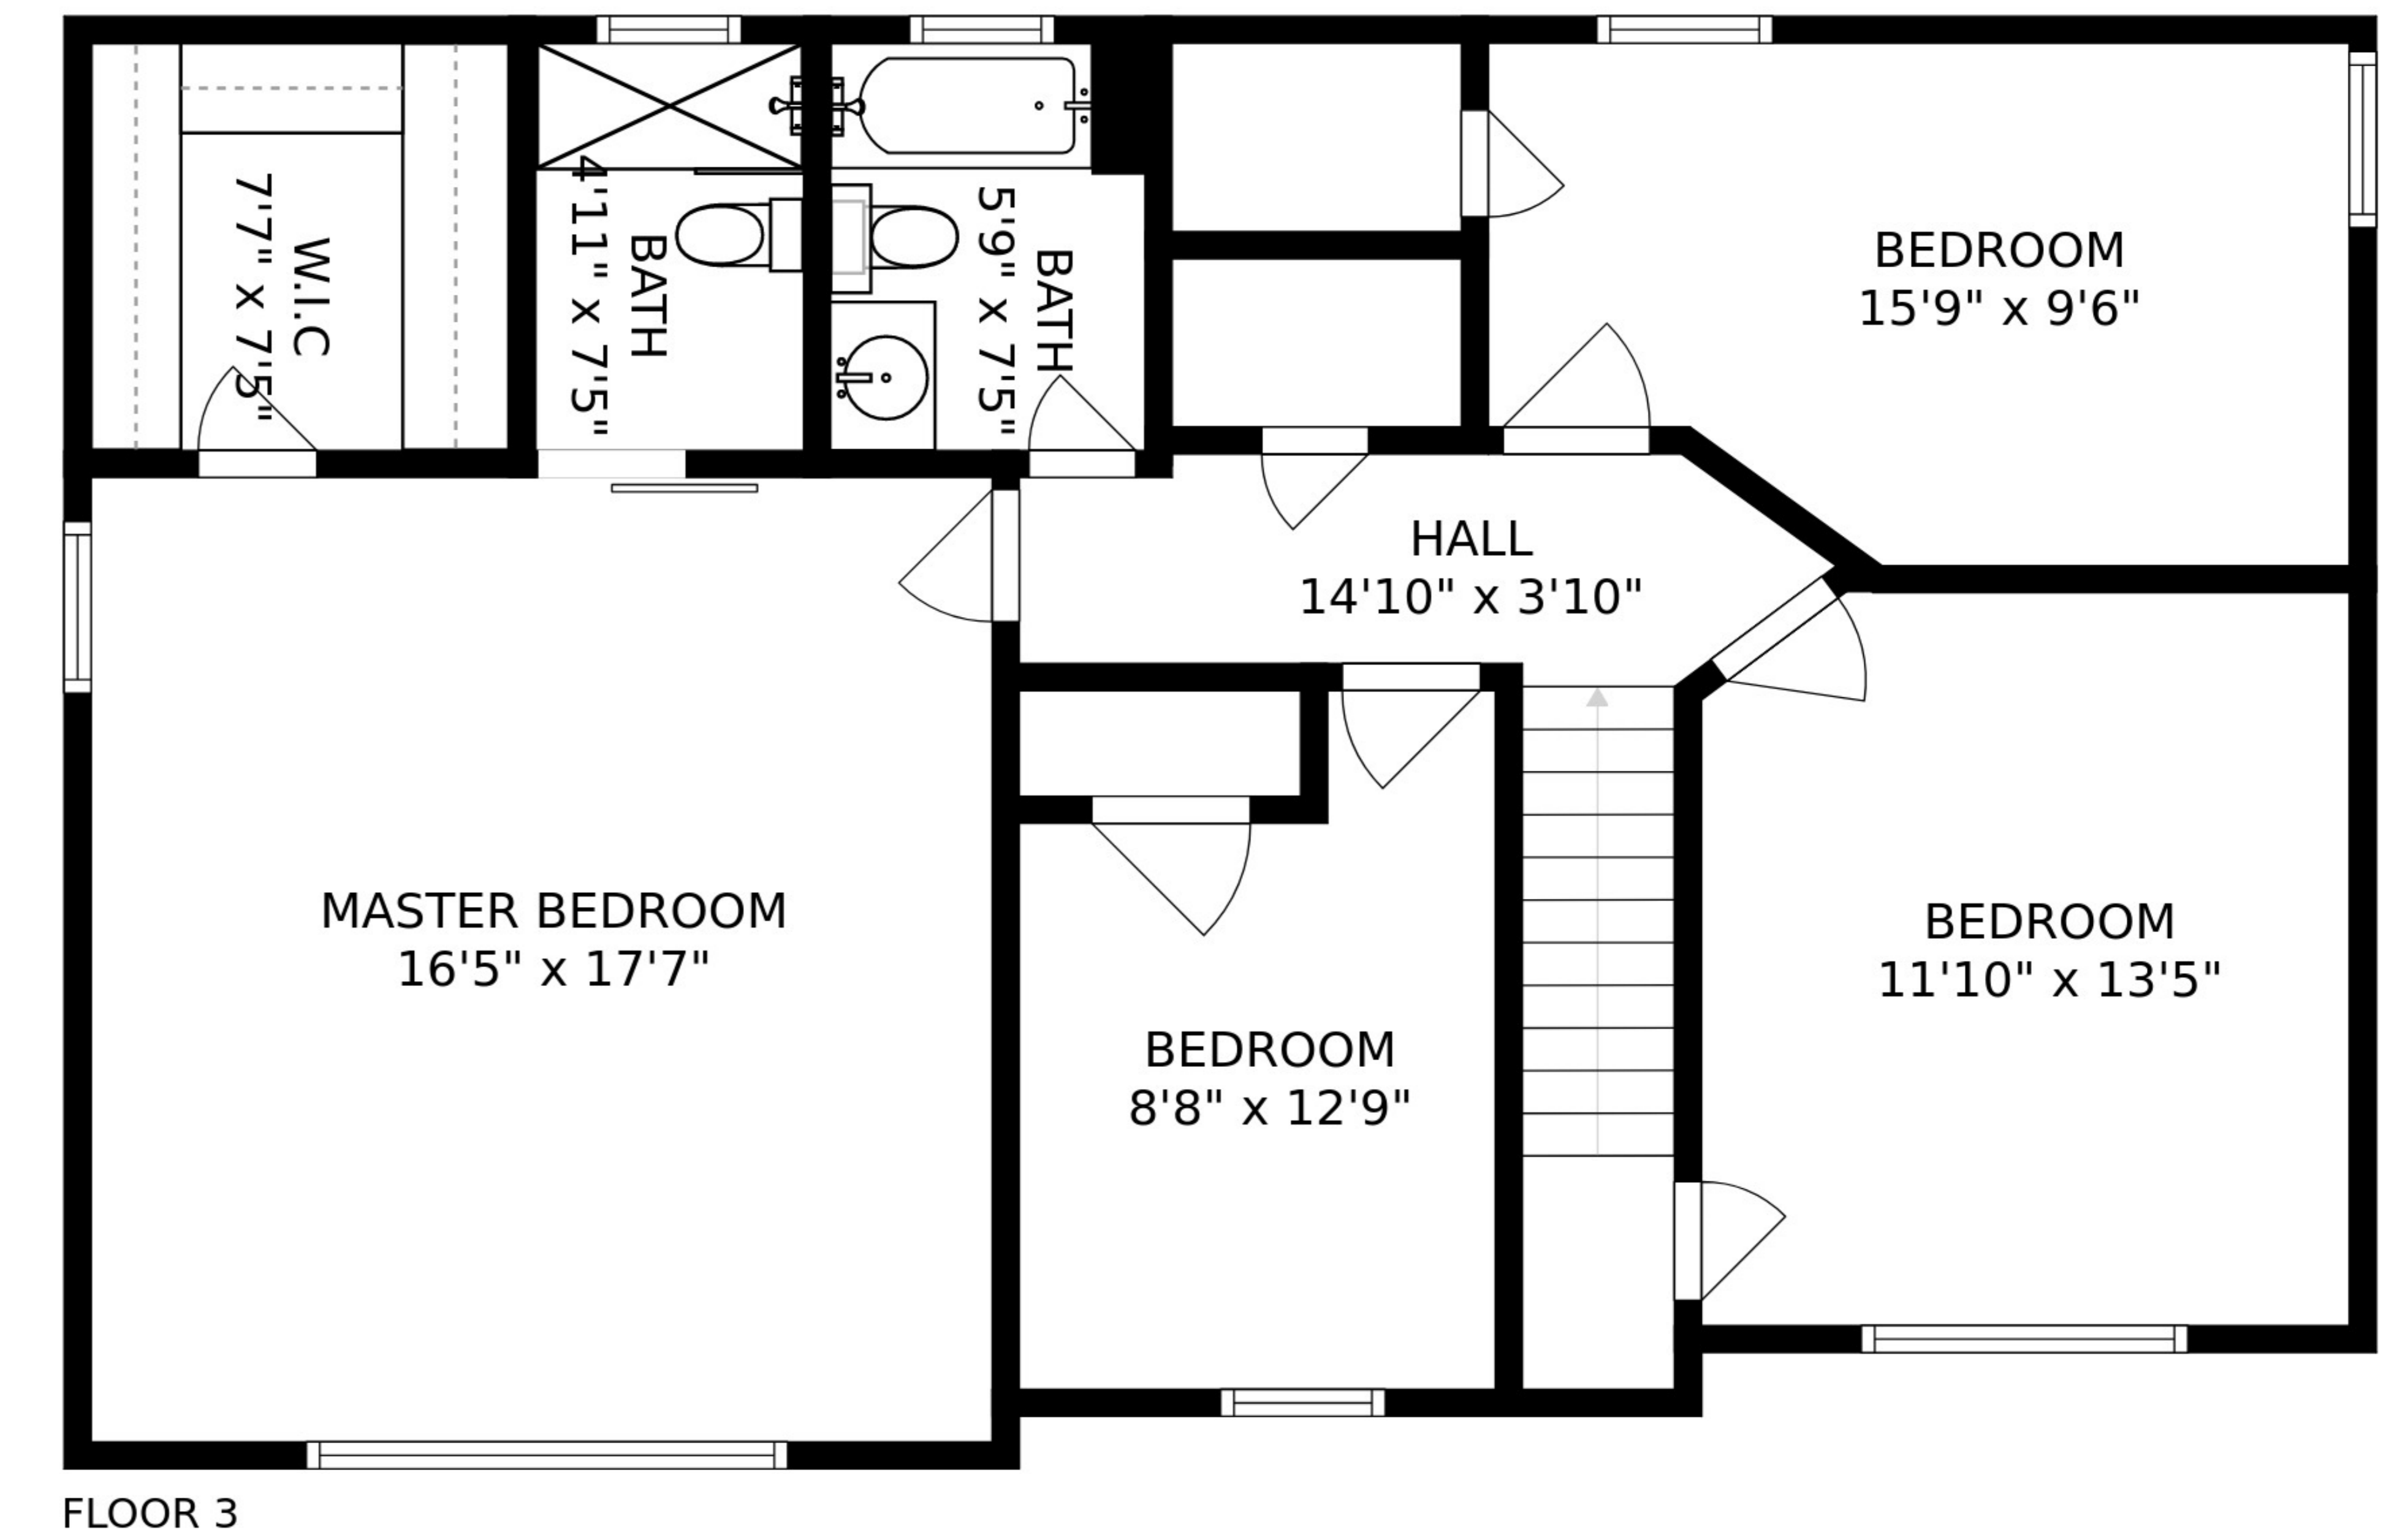 W.I.C
7'7" x 7'5"
BATH
4'11" x 7'5"
BATH
5'9" x 7'5"
BEDROOM
15'9" x 9'6"
HALL
14'10" x 3'10"
MASTER BEDROOM
16'5" x 17'7"
BEDROOM
8'8" x 12'9"
BEDROOM
11'10" x 13'5"
FLOOR 3